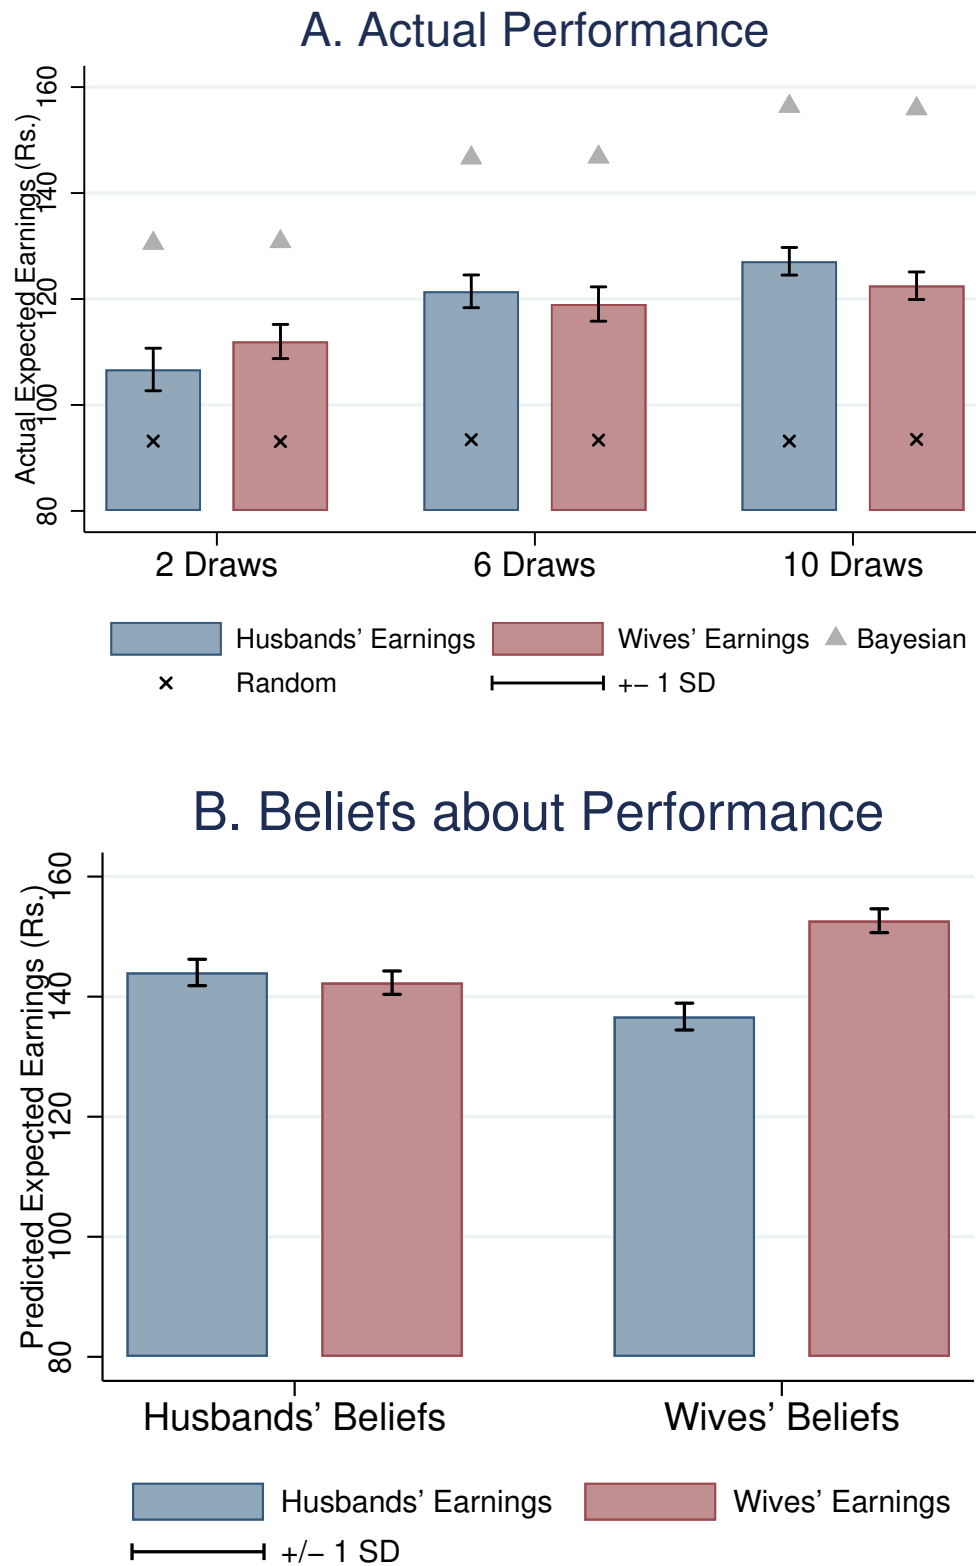 A. Actual Performance
Actual Expected Earnings (Rs.)
160
140
120
100
80
2 Draws 6 Draws 10 Draws
Husbands’ Earnings Wives’ Earnings Bayesian
Random +− 1 SD
B. Beliefs about Performance
Predicted Expected Earnings (Rs.)
160
140
120
100
80
Husbands’ Beliefs Wives’ Beliefs
Husbands’ Earnings Wives’ Earnings
+/− 1 SD